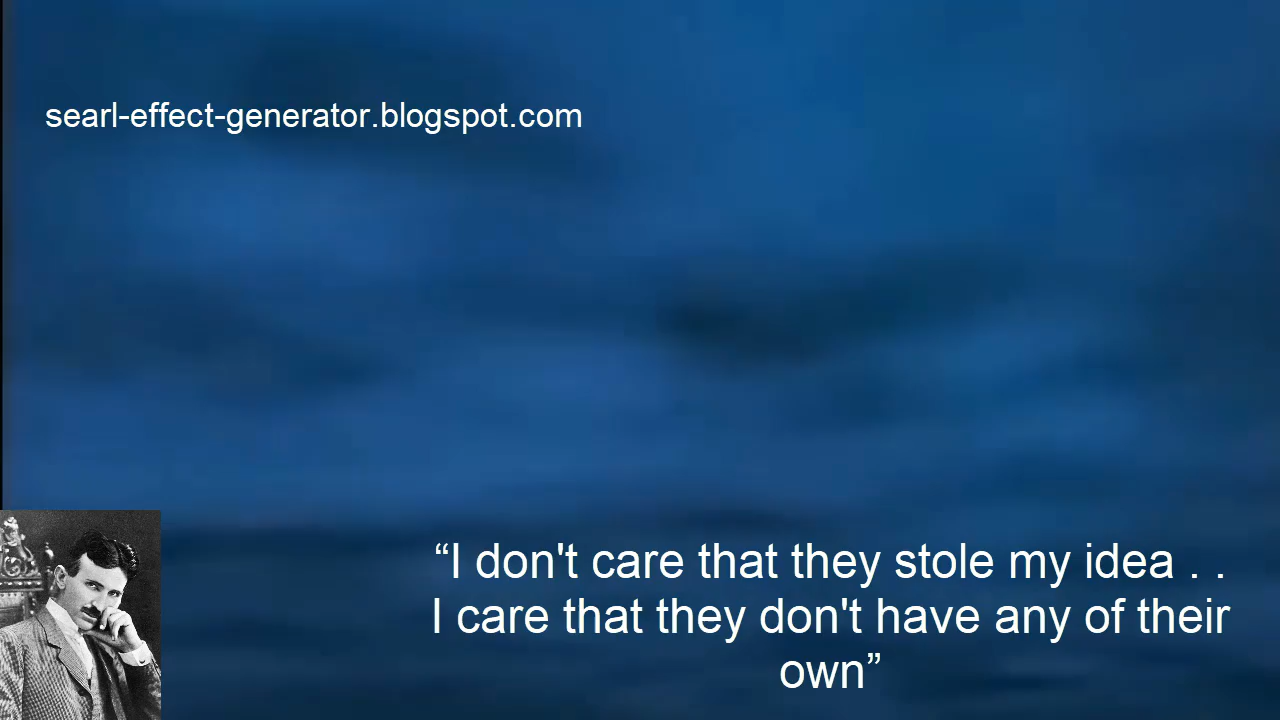 searl-effect-generator.blogspot.com
“I don't care that they stole my idea . .
I care that they don't have any of their
own”